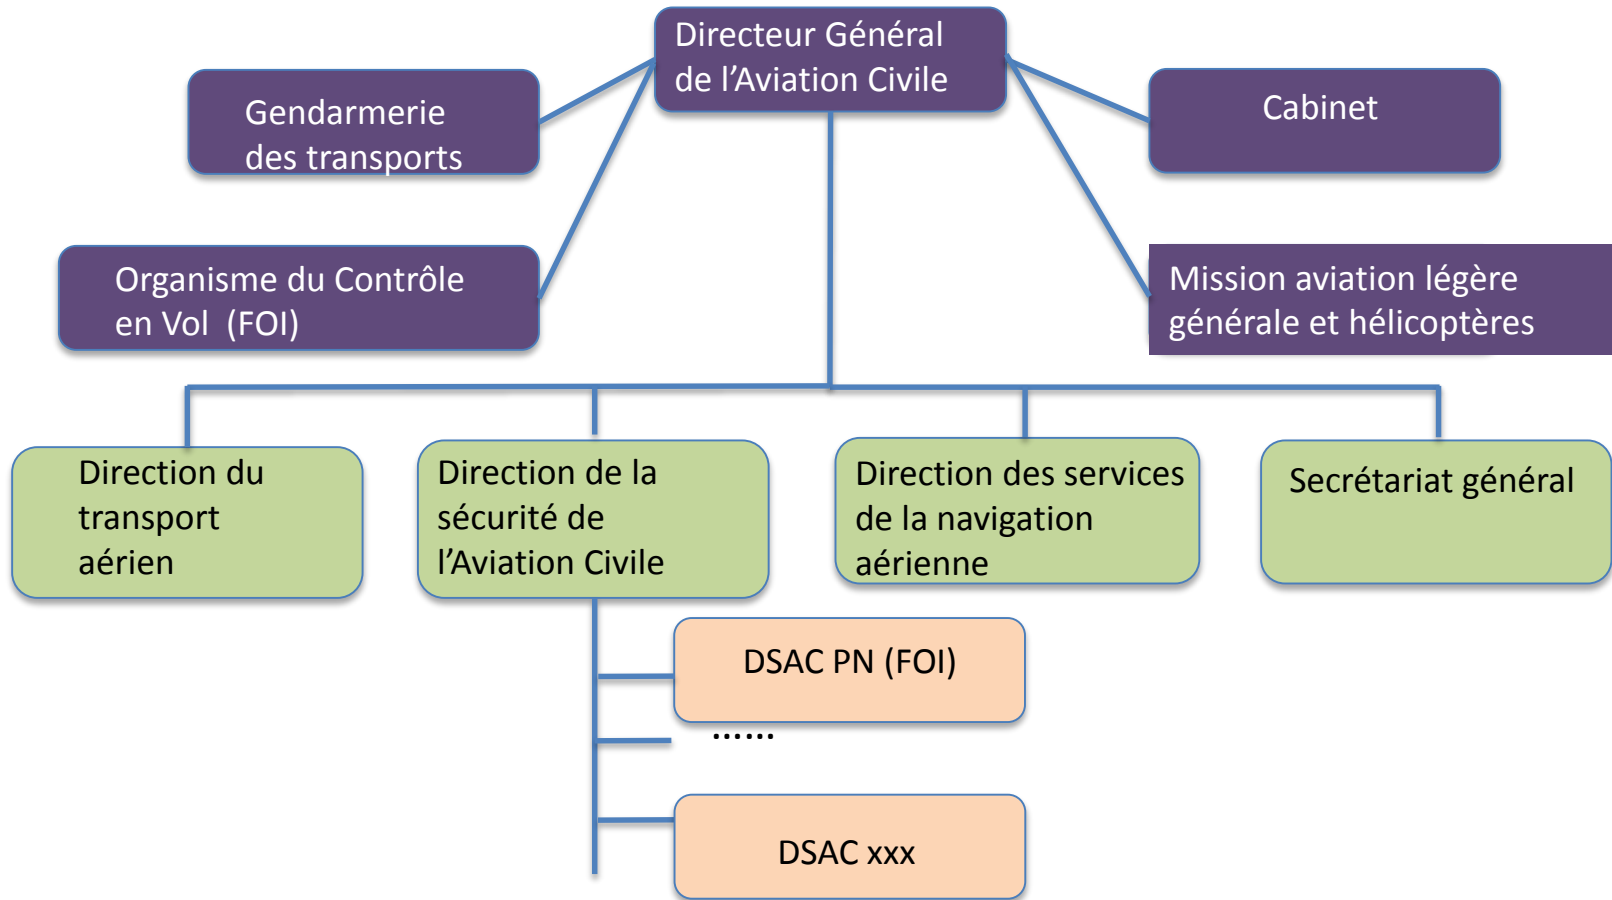 Directeur Général
de l’Aviation Civile
Gendarmerie
des transports
Cabinet
Organisme du Contrôle
en Vol  (FOI)
Mission aviation légère
générale et hélicoptères
Direction du
transport
aérien
Direction de la
sécurité de
l’Aviation Civile
Direction des services
de la navigation
aérienne
Secrétariat général
DSAC PN (FOI)
......
DSAC xxx